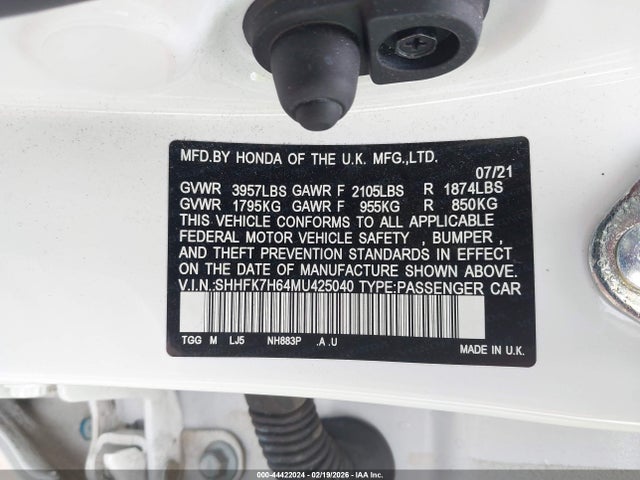 MFD.BY HONDA OF THE U.K. MFG.,LTD.
07/21
GVWR 3957LBS GAWR F 2105LBS R 1874LBS
GVWR 1795KG GAWR F 955KG R 850KG
THIS VEHICLE CONFORMS TO ALL APPLICABLE
FEDERAL MOTOR VEHICLE SAFETY , BUMPER ,
AND THEFT PREVENTION STANDARDS IN EFFECT
ON THE DATE OF MANUFACTURE SHOWN ABOVE.
V.I.N.:SHHFK7H64MU425040 TYPE:PASSENGER CAR
TGG M LJ5 NH883P .A .U
MADE IN U.K.
000-44422024 - 02/19/2026 - IAA Inc.